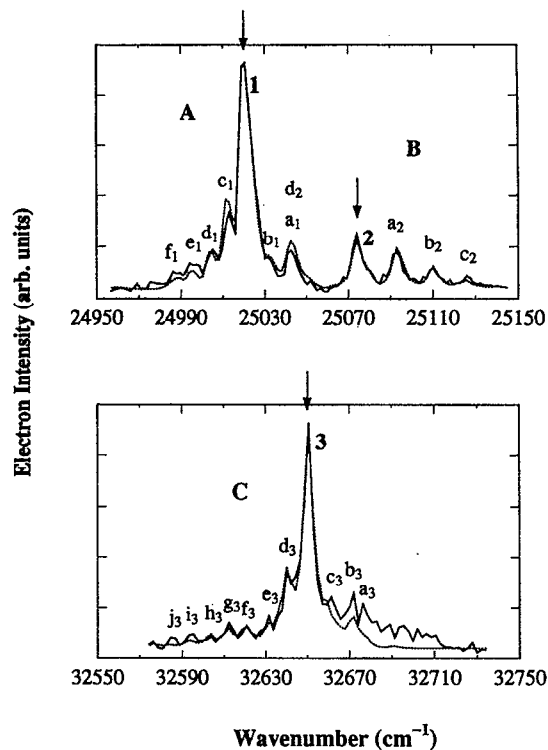 A
B
1
2
f1 e1 d1 c1 b1 a1 d2 a2 b2 c2
24950 24990 25030 25070 25110 25150
Electron Intensity (arb. units)
C
3
j3 i3 h3 g3 f3 e3 d3 c3 b3 a3
32550 32590 32630 32670 32710 32750
Wavenumber (cm⁻¹)